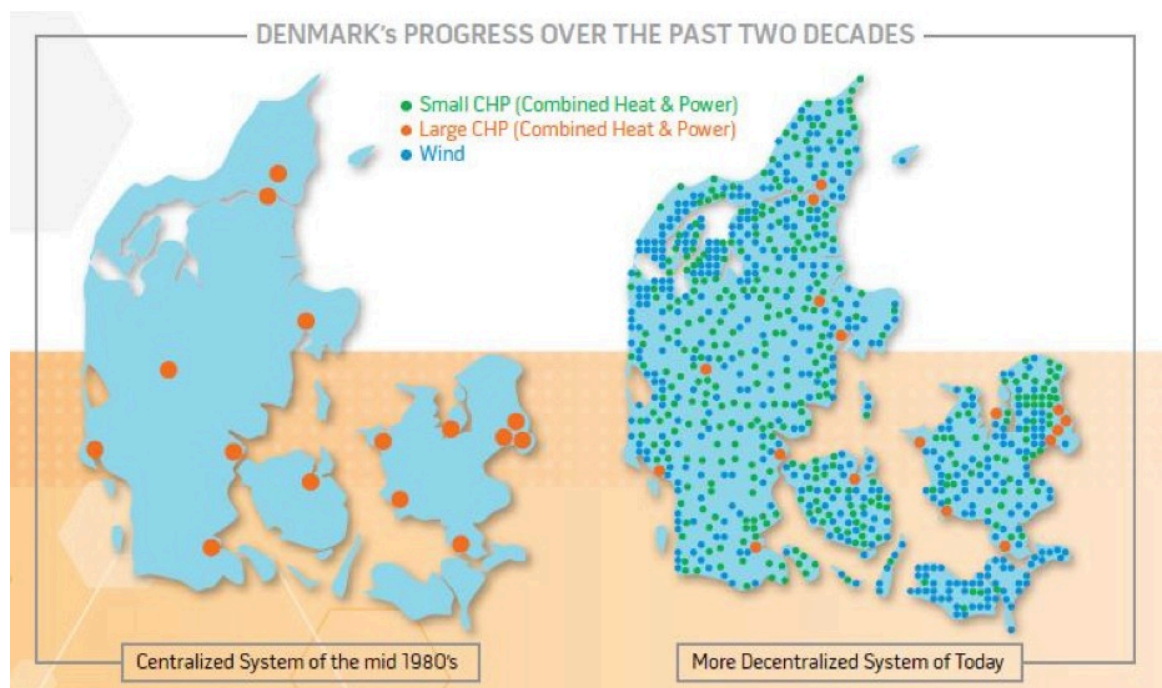 DENMARK's PROGRESS OVER THE PAST TWO DECADES
Small CHP (Combined Heat & Power)
Large CHP (Combined Heat & Power)
Wind
Centralized System of the mid 1980's
More Decentralized System of Today